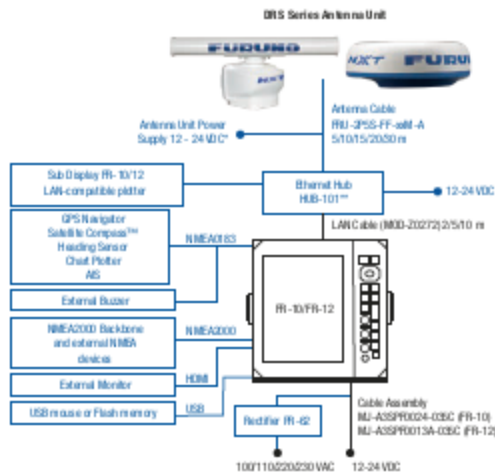 DRS Series Antenna Unit
FURUNO
NXT
NXT FURU
Antenna Unit Power
Supply 12 - 24 VDC*
Antenna Cable
FRU-2P5S-FF-xxM-A
5/10/15/20/30 m
Sub Display FR-10/12
LAN-compatible plotter
Ethernet Hub
HUB-101**
12-24 VDC
LAN Cable (MOD-Z0272) 2/5/10 m
GPS Navigator
Satellite Compass™
Heading Sensor
Chart Plotter
AIS
NMEA0183
External Buzzer
FR-10/FR-12
NMEA2000 Backbone
and external NMEA
devices
NMEA2000
External Monitor
HDMI
USB mouse or Flash memory
USB
Rectifier PR-62
Cable Assembly
MJ-A3SPF0024-035C (FR-10)
MJ-A3SPF0013A-035C (FR-12)
100/110/220/230 VAC
12-24 VDC